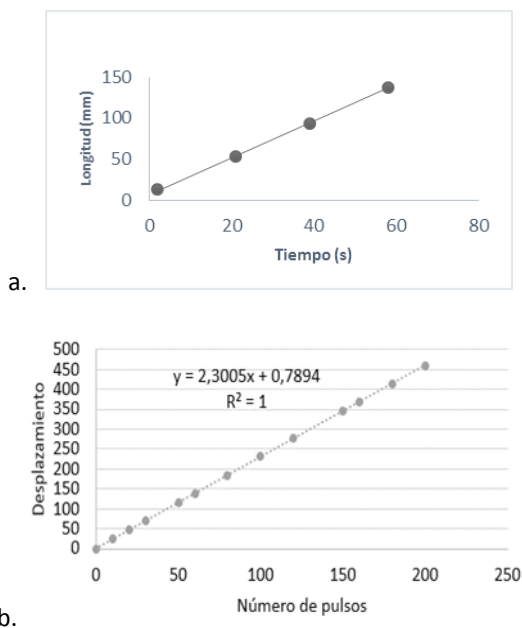 150
100
50
0
Longitud (mm)
0 20 40 60 80
Tiempo (s)
a.
500
450
400
350
300
250
200
150
100
50
0
Desplazamiento
y = 2,3005x + 0,7894
R² = 1
0 50 100 150 200 250
Número de pulsos
b.